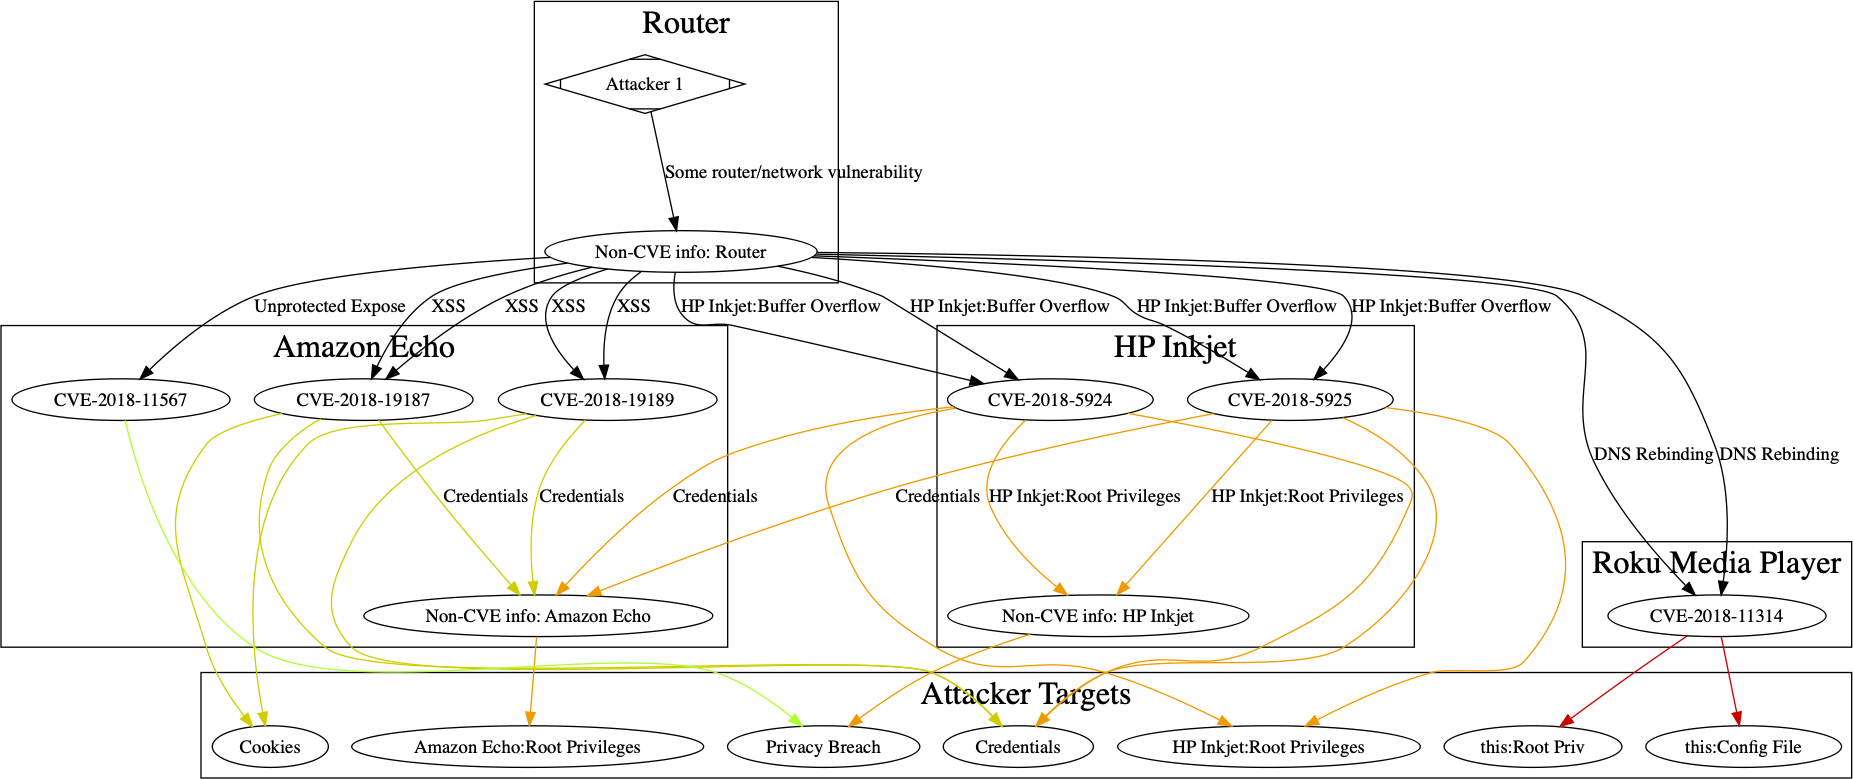 Router
Attacker 1
Some router/network vulnerability
Non-CVE info: Router
Unprotected Expose
XSS
XSS
XSS
XSS
HP Inkjet:Buffer Overflow
HP Inkjet:Buffer Overflow
HP Inkjet:Buffer Overflow
HP Inkjet:Buffer Overflow
Amazon Echo
HP Inkjet
CVE-2018-11567
CVE-2018-19187
CVE-2018-19189
CVE-2018-5924
CVE-2018-5925
DNS Rebinding
DNS Rebinding
Credentials
Credentials
Credentials
Credentials
HP Inkjet:Root Privileges
HP Inkjet:Root Privileges
Roku Media Player
Non-CVE info: Amazon Echo
Non-CVE info: HP Inkjet
CVE-2018-11314
Attacker Targets
Cookies
Amazon Echo:Root Privileges
Privacy Breach
Credentials
HP Inkjet:Root Privileges
this:Root Priv
this:Config File